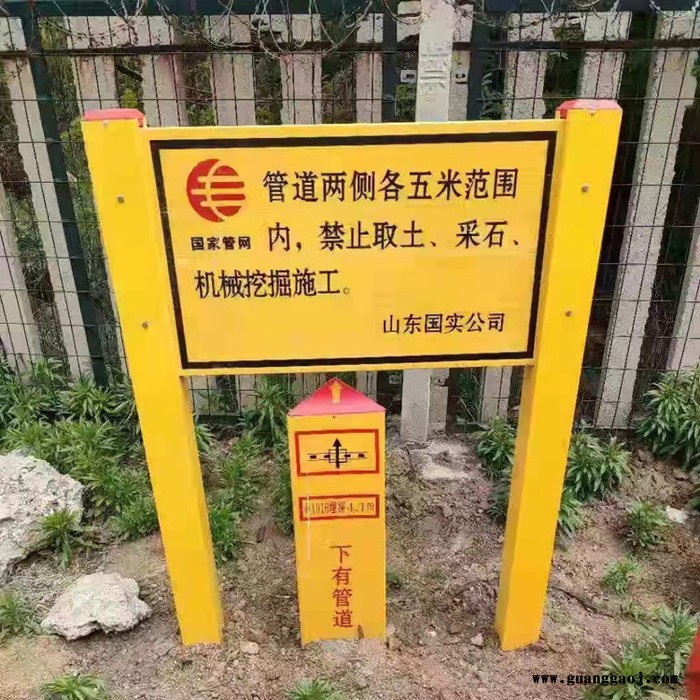 管道两侧各五米范围
国家管网
内，禁止取土、采石、
机械挖掘施工。
山东国实公司
下有管道
www.guanggaoj.com